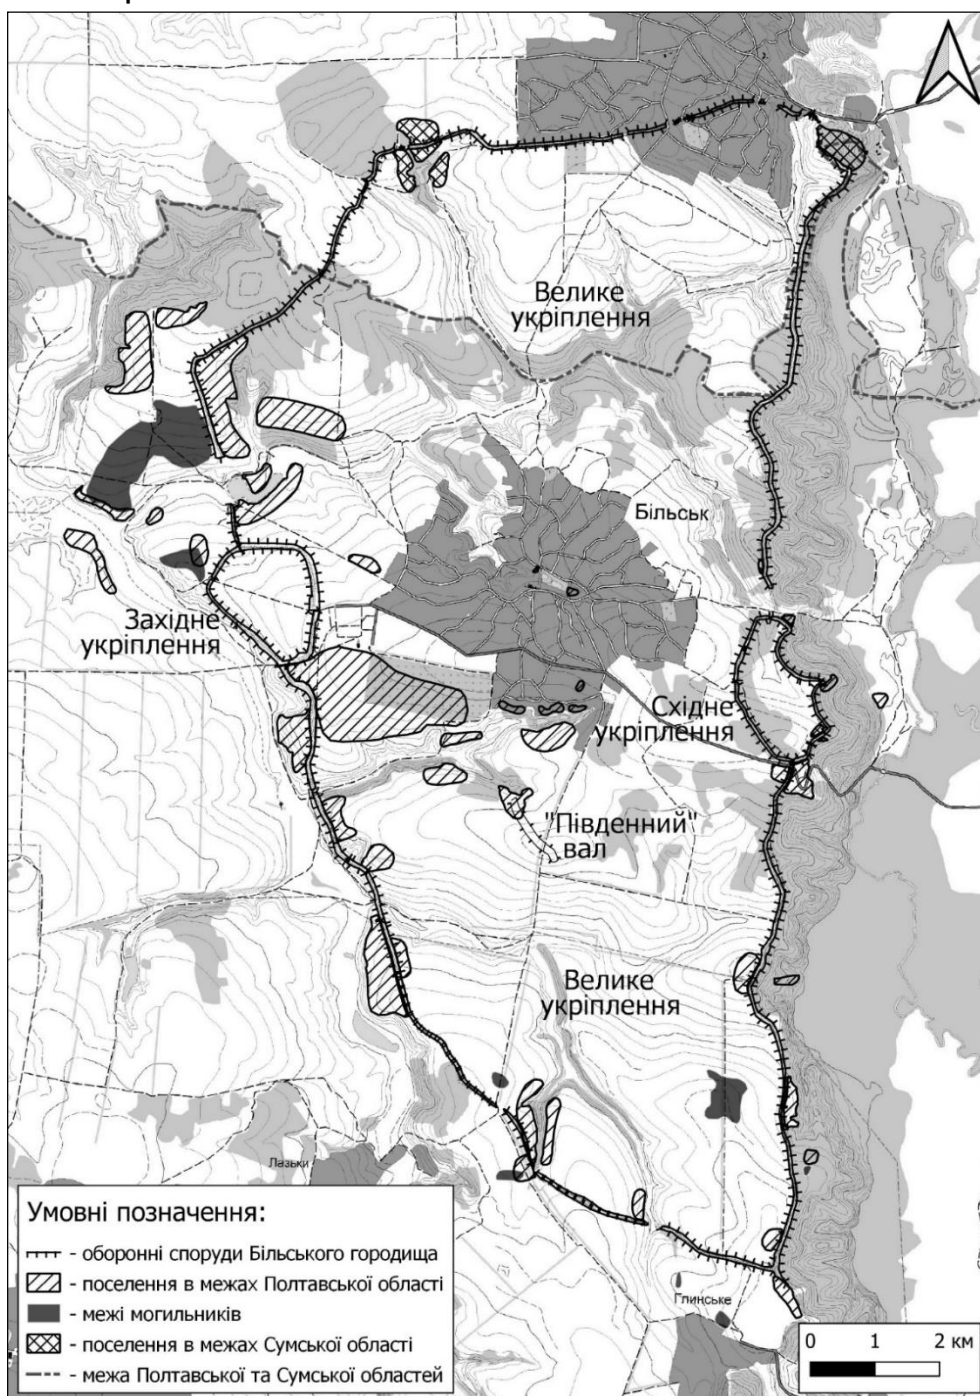 Велике
укріплення
Більськ
Західне
укріплення
Східне
укріплення
"Південний"
вал
Велике
укріплення
Лазьки
Глинське
Умовні позначення:
- оборонні споруди Більського городища
- поселення в межах Полтавської області
- межі могильників
- поселення в межах Сумської області
- межа Полтавської та Сумської областей
0 1 2 км